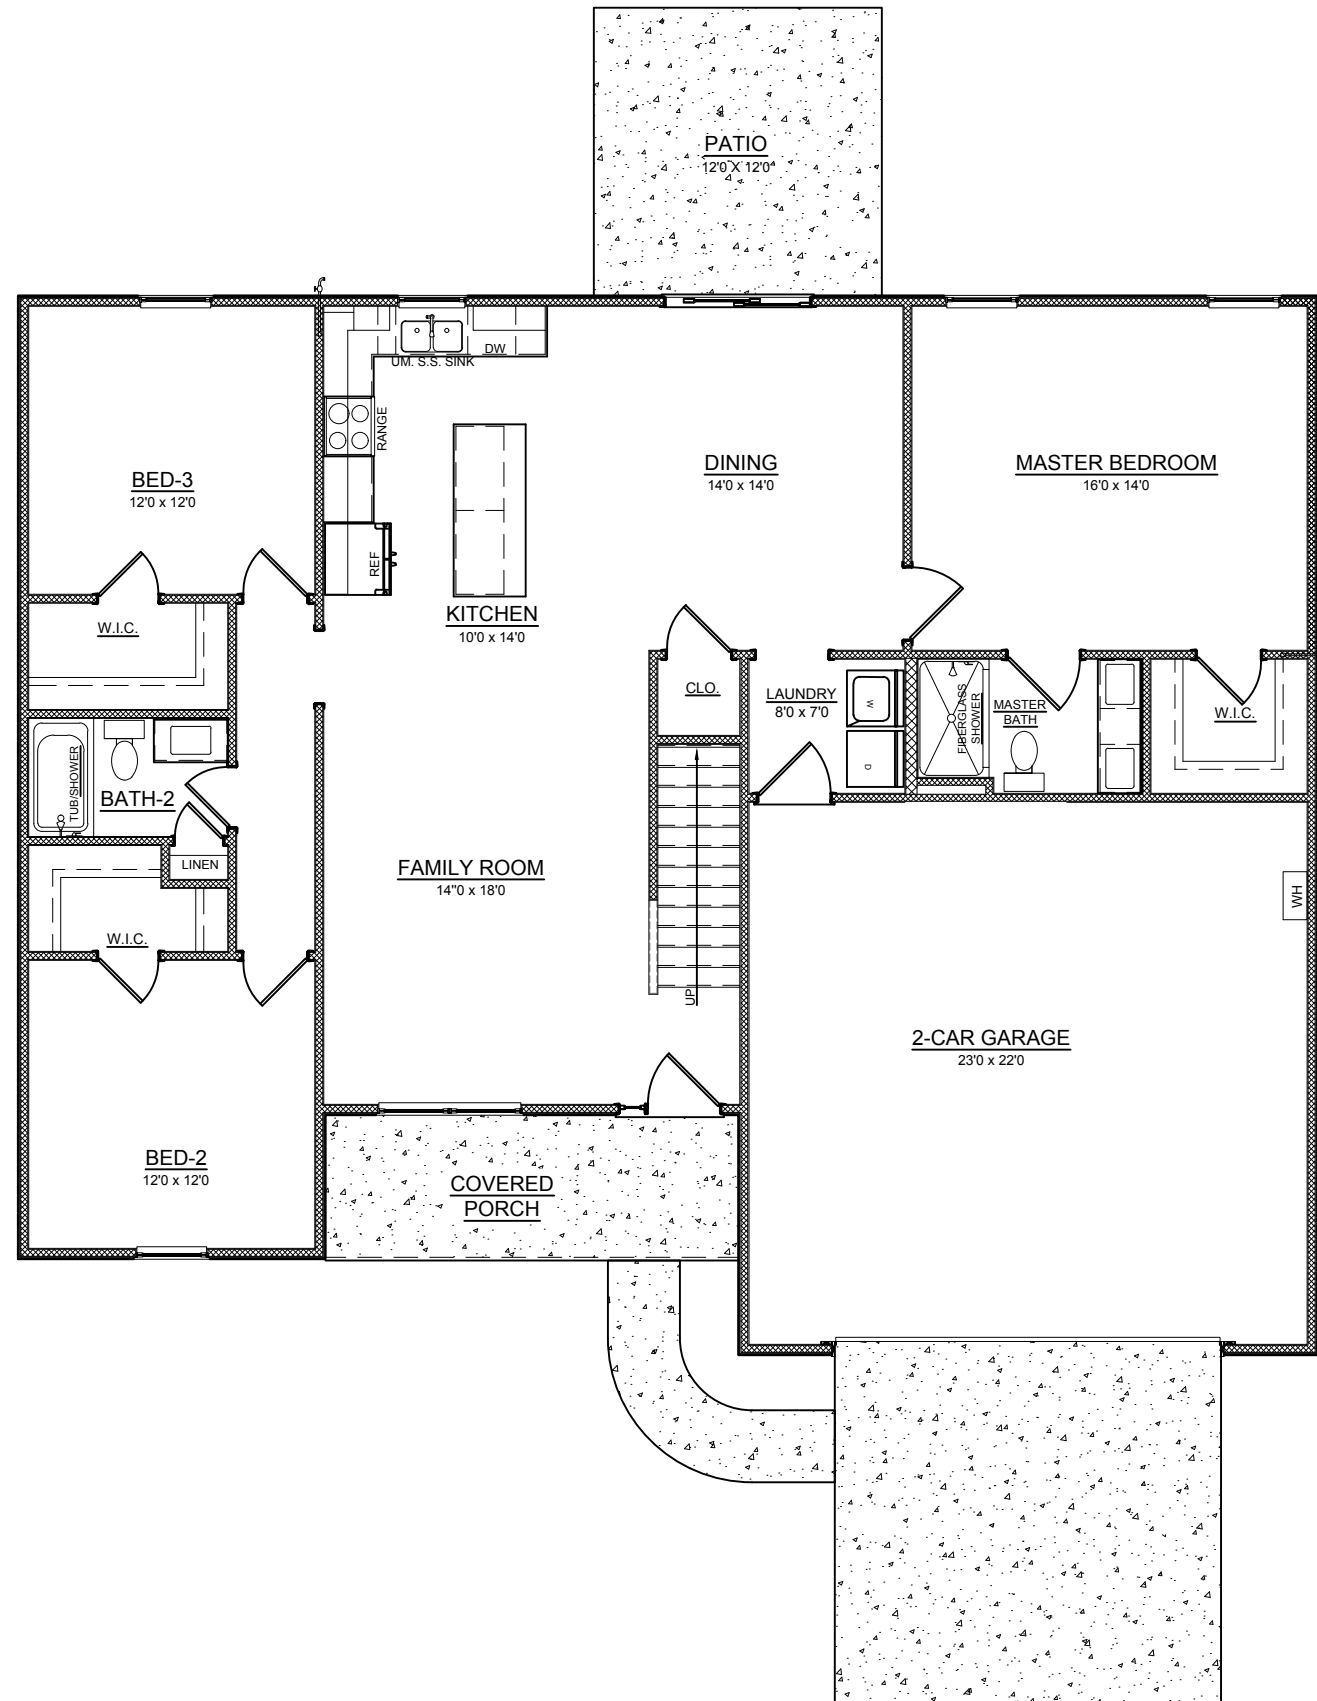 PATIO
12'0 X 12'0
UM. S.S. SINK
DW
RANGE
REF
BED-3
12'0 x 12'0
KITCHEN
10'0 x 14'0
DINING
14'0 x 14'0
MASTER BEDROOM
16'0 x 14'0
W.I.C.
CLO.
LAUNDRY
8'0 x 7'0
W
D
FIBERGLASS
SHOWER
MASTER
BATH
W.I.C.
TUB/SHOWER
BATH-2
LINEN
W.I.C.
FAMILY ROOM
14"0 x 18'0
UP
WH
2-CAR GARAGE
23'0 x 22'0
BED-2
12'0 x 12'0
COVERED
PORCH